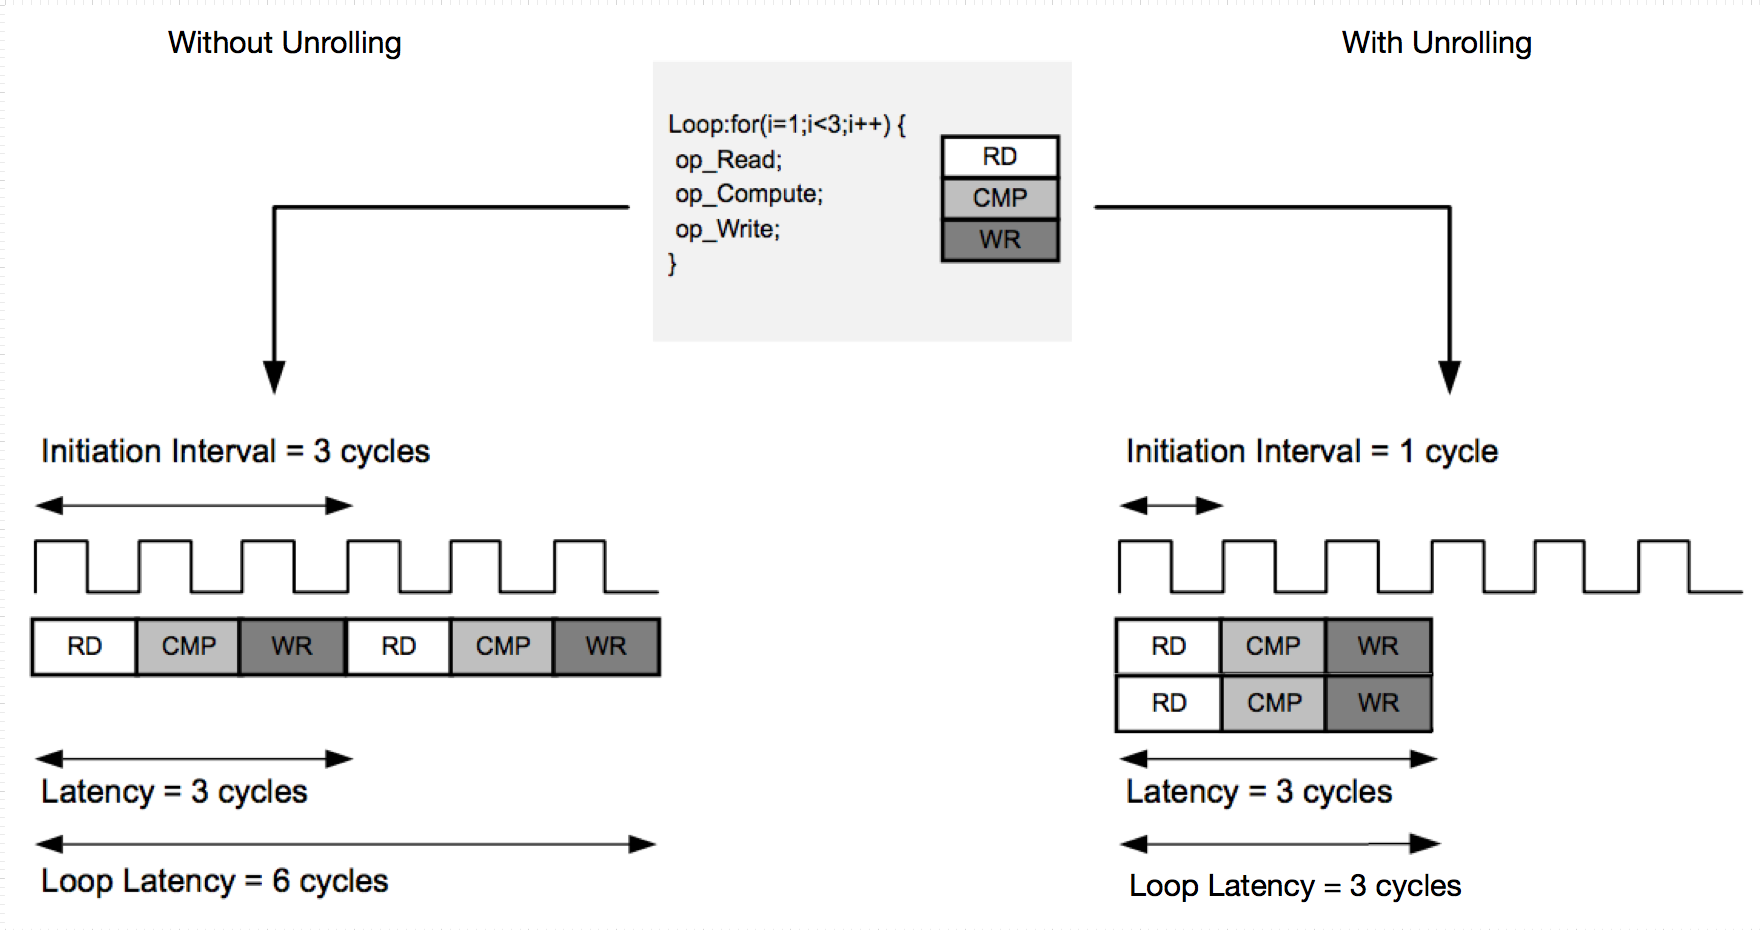 Without Unrolling
With Unrolling
Loop:for(i=1;i<3;i++) {
op_Read;
op_Compute;
op_Write;
}
RD
CMP
WR
Initiation Interval = 3 cycles
RD CMP WR RD CMP WR
Latency = 3 cycles
Loop Latency = 6 cycles
Initiation Interval = 1 cycle
RD CMP WR
RD CMP WR
Latency = 3 cycles
Loop Latency = 3 cycles